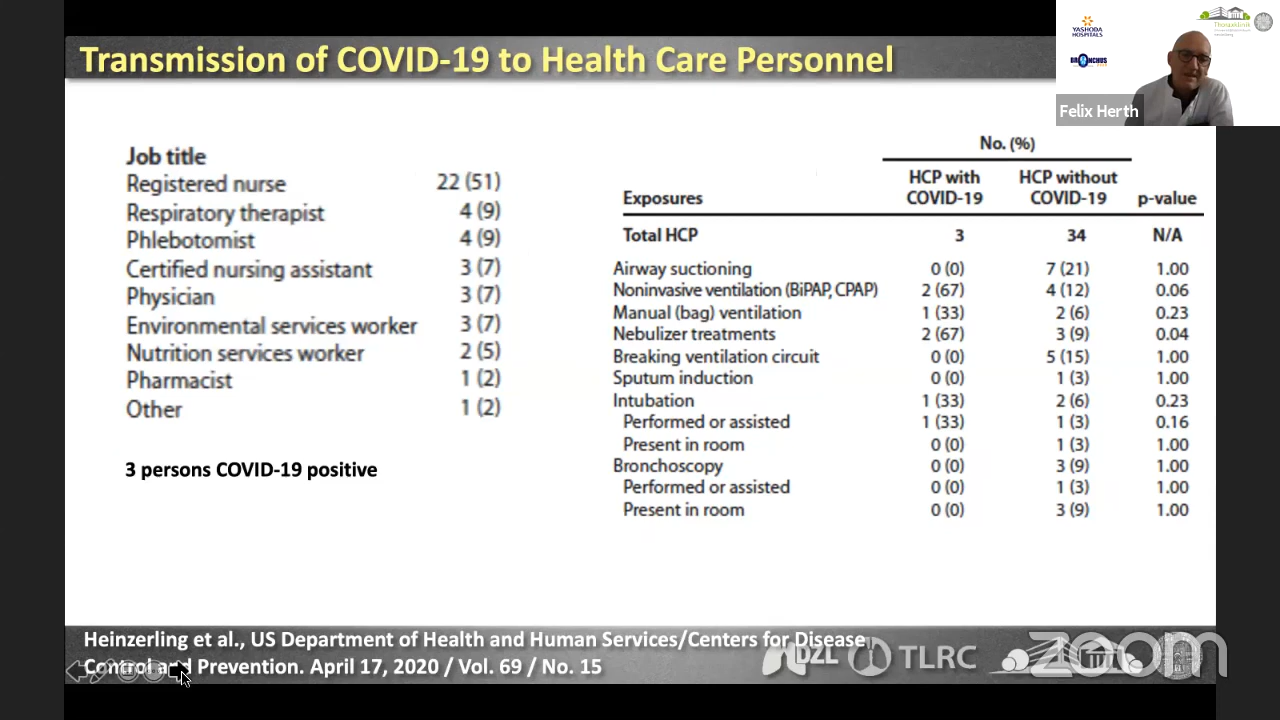 Transmission of COVID-19 to Health Care Personnel
YASHODA
HOSPITALS
BRONCHUS
Thoraxklinik
Felix Herth
Job title
Registered nurse 22 (51)
Respiratory therapist 4 (9)
Phlebotomist 4 (9)
Certified nursing assistant 3 (7)
Physician 3 (7)
Environmental services worker 3 (7)
Nutrition services worker 2 (5)
Pharmacist 1 (2)
Other 1 (2)
3 persons COVID-19 positive
No. (%)
Exposures HCP with COVID-19 HCP without COVID-19 p-value
Total HCP 3 34 N/A
Airway suctioning 0 (0) 7 (21) 1.00
Noninvasive ventilation (BiPAP, CPAP) 2 (67) 4 (12) 0.06
Manual (bag) ventilation 1 (33) 2 (6) 0.23
Nebulizer treatments 2 (67) 3 (9) 0.04
Breaking ventilation circuit 0 (0) 5 (15) 1.00
Sputum induction 0 (0) 1 (3) 1.00
Intubation 1 (33) 2 (6) 0.23
Performed or assisted 1 (33) 1 (3) 0.16
Present in room 0 (0) 1 (3) 1.00
Bronchoscopy 0 (0) 3 (9) 1.00
Performed or assisted 0 (0) 1 (3) 1.00
Present in room 0 (0) 3 (9) 1.00
Heinzerling et al., US Department of Health and Human Services/Centers for Disease
Control and Prevention. April 17, 2020 / Vol. 69 / No. 15
DZL TLRC zoom